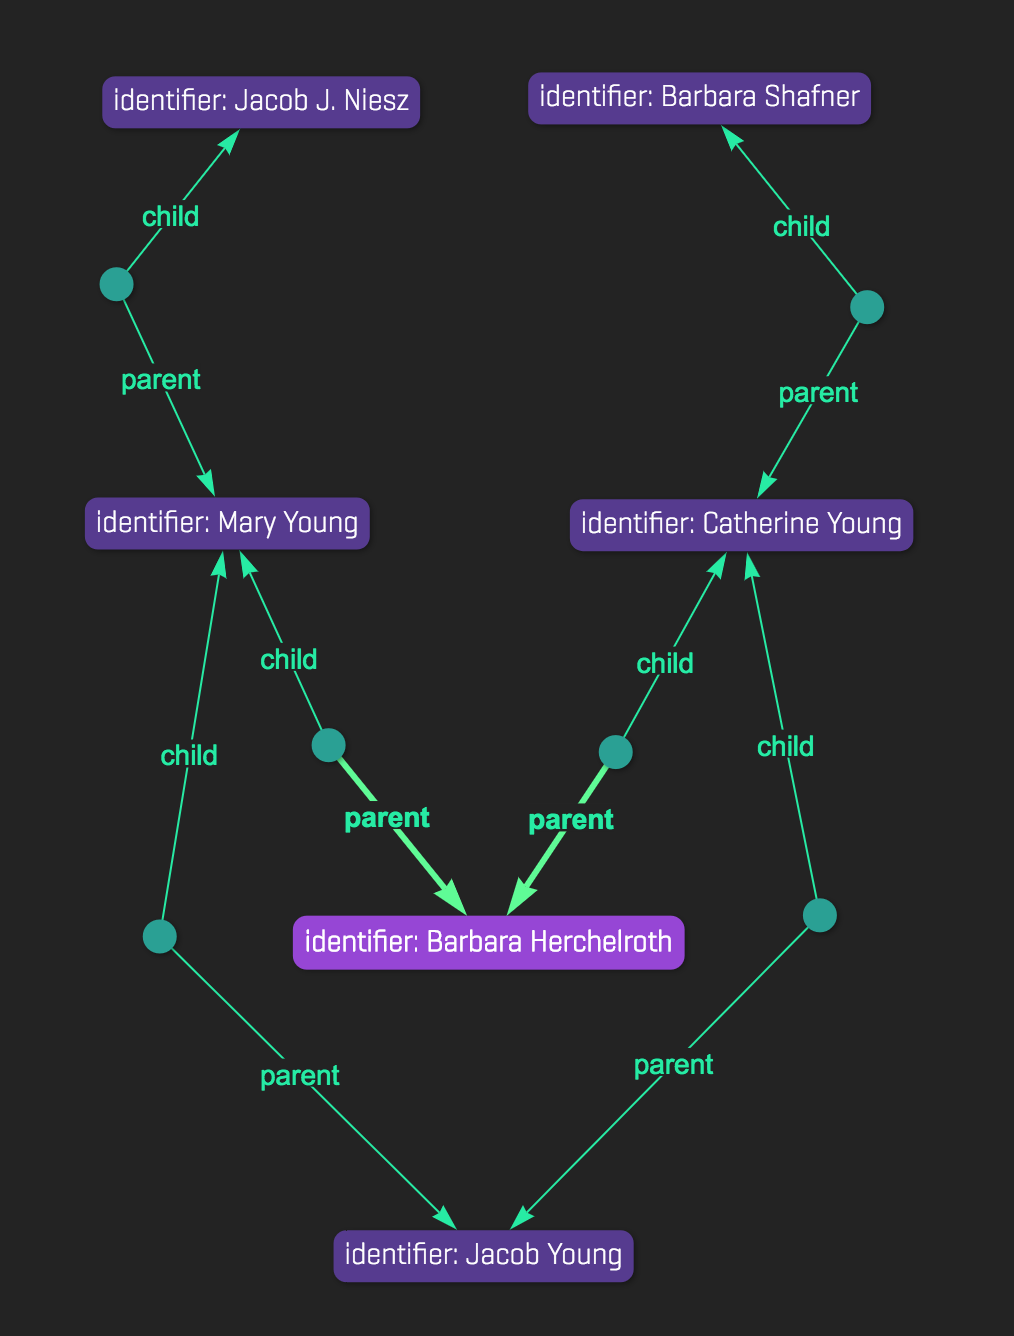 identifier: Jacob J. Niesz
identifier: Barbara Shafner
child
child
parent
parent
identifier: Mary Young
identifier: Catherine Young
child
child
child
child
parent
parent
identifier: Barbara Herchelroth
parent
parent
identifier: Jacob Young